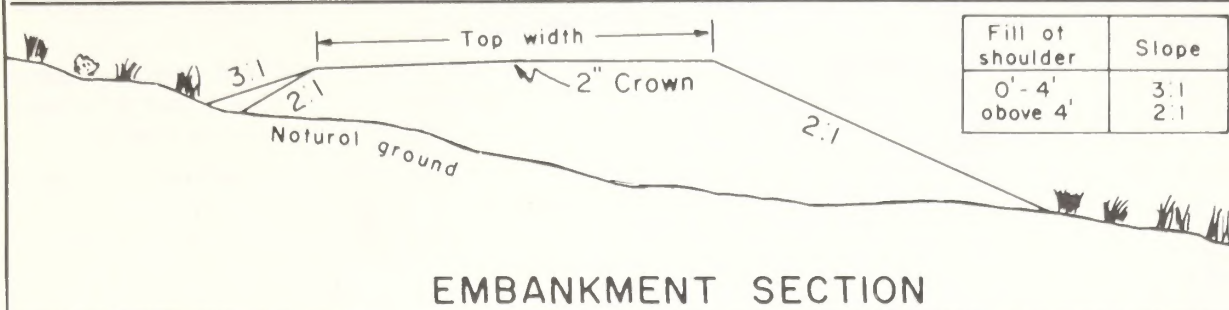 Top width
Fill of shoulder
Slope
3:1
2:1
2" Crown
2:1
0'- 4'
3:1
above 4'
2:1
Natural ground
EMBANKMENT SECTION